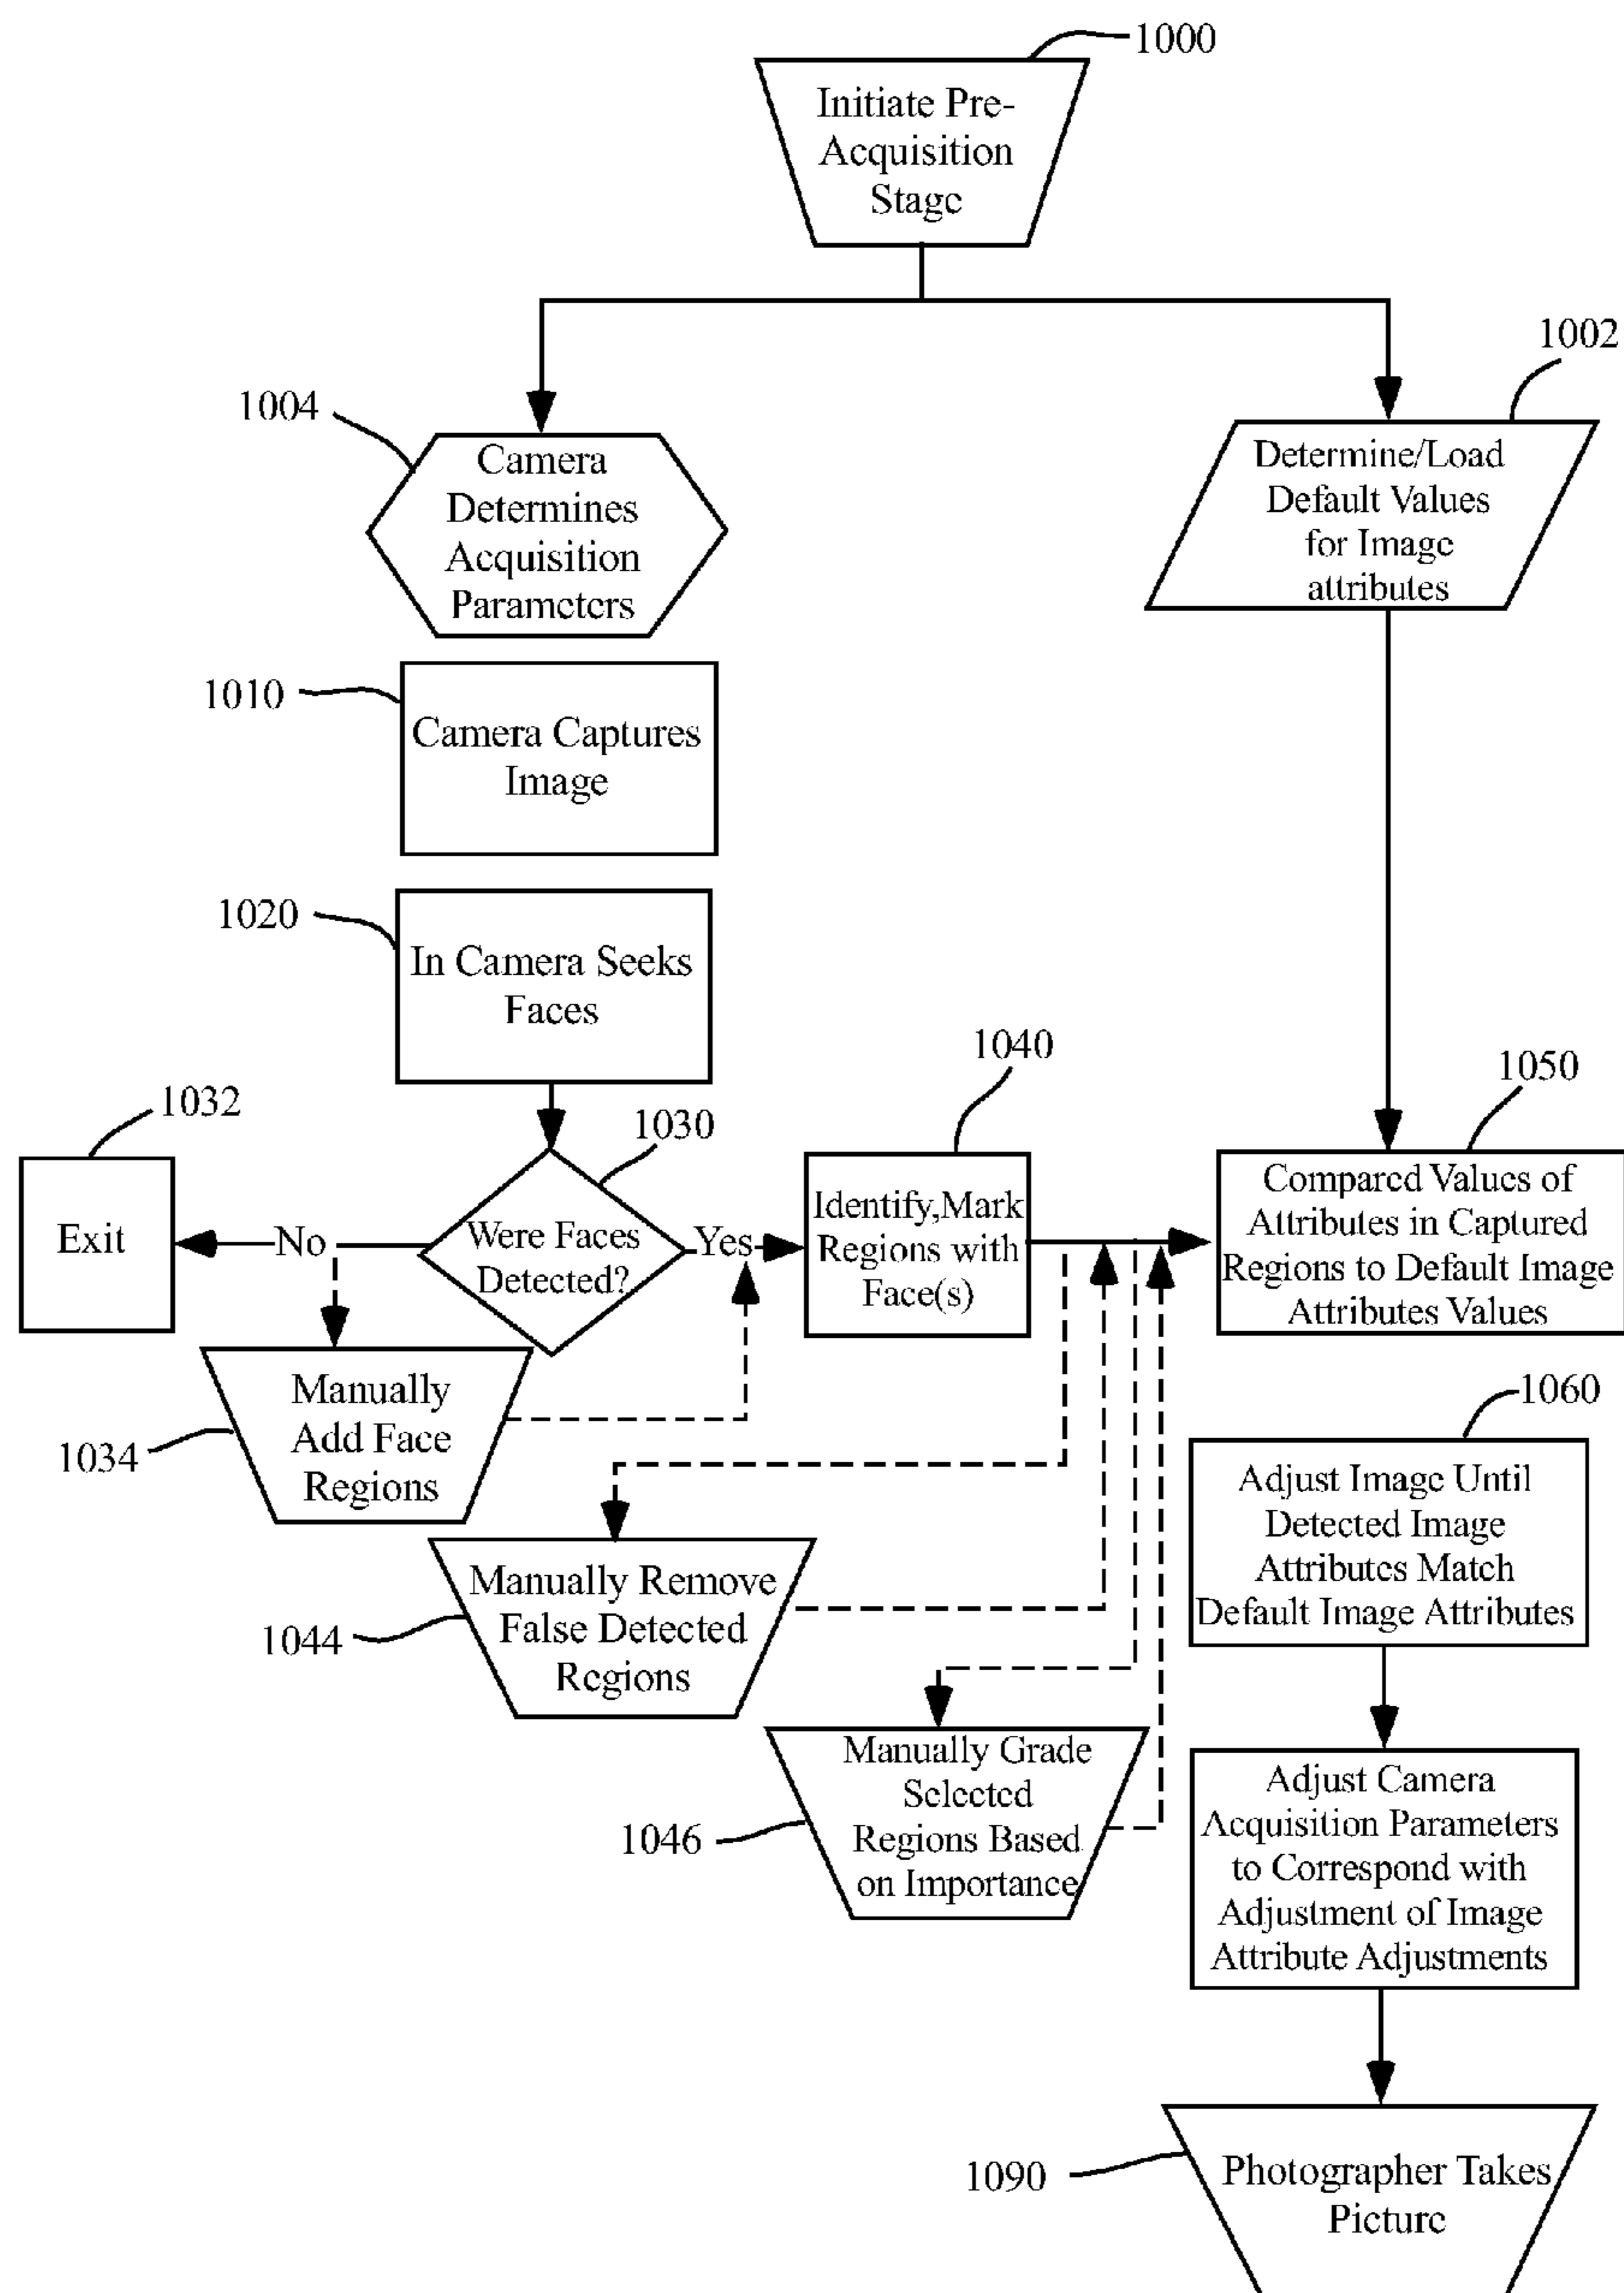 1000
Initiate Pre-
Acquisition
Stage
1002
1004
Camera
Determines
Acquisition
Parameters
Determine/Load
Default Values
for Image
attributes
1010
Camera Captures
Image
1020
In Camera Seeks
Faces
1040
1050
1032
1030
Exit
No
Were Faces
Detected?
Yes
Identify,Mark
Regions with
Face(s)
Compared Values of
Attributes in Captured
Regions to Default Image
Attributes Values
1034
Manually
Add Face
Regions
1060
Adjust Image Until
Detected Image
Attributes Match
Default Image Attributes
1044
Manually Remove
False Detected
Regions
1046
Manually Grade
Selected
Regions Based
on Importance
Adjust Camera
Acquisition Parameters
to Correspond with
Adjustment of Image
Attribute Adjustments
1090
Photographer Takes
Picture